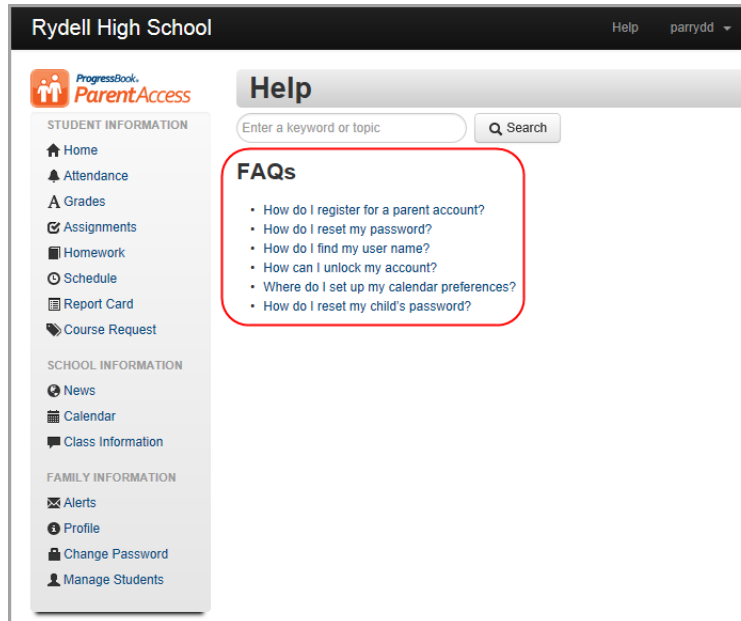 Rydell High School
Help
parrydd
ProgressBook.
ParentAccess
STUDENT INFORMATION
Home
Attendance
Grades
Assignments
Homework
Schedule
Report Card
Course Request
SCHOOL INFORMATION
News
Calendar
Class Information
FAMILY INFORMATION
Alerts
Profile
Change Password
Manage Students
Help
Enter a keyword or topic
Search
FAQs
• How do I register for a parent account?
• How do I reset my password?
• How do I find my user name?
• How can I unlock my account?
• Where do I set up my calendar preferences?
• How do I reset my child's password?